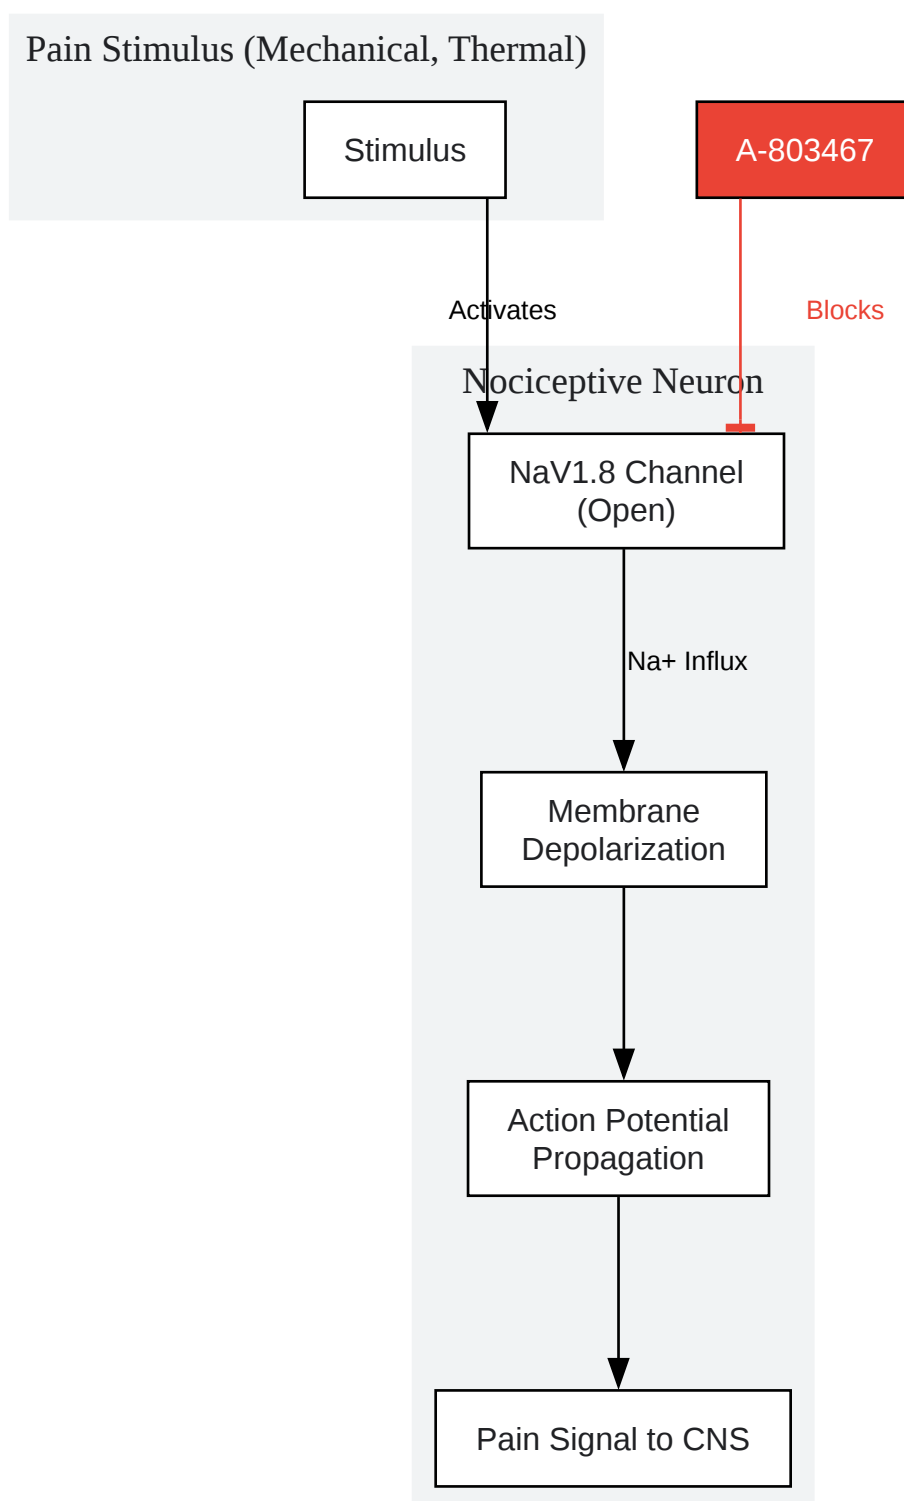 Pain Stimulus (Mechanical, Thermal)
Stimulus
A-803467
Activates
Blocks
Nociceptive Neuron
NaV1.8 Channel
(Open)
Na+ Influx
Membrane
Depolarization
Action Potential
Propagation
Pain Signal to CNS